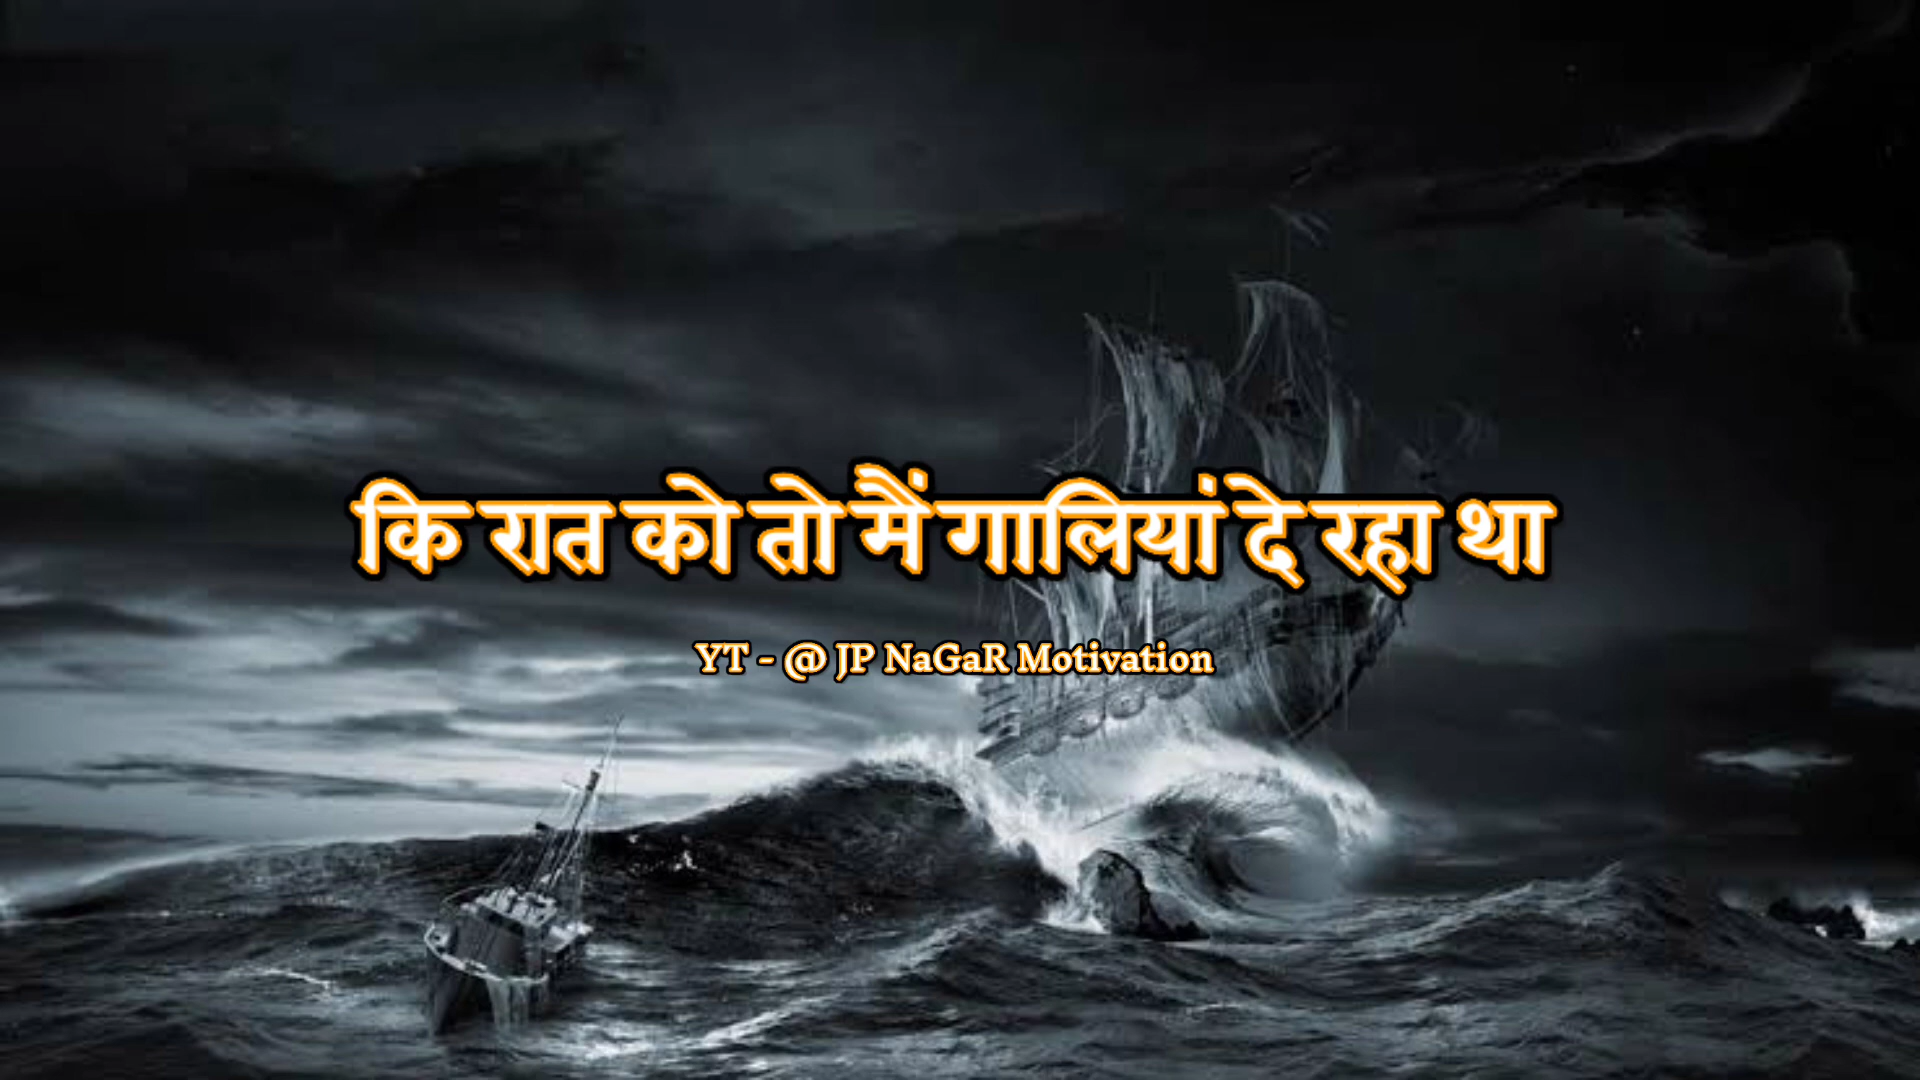 कि रात को तो मैं गालियां दे रहा था
YT - @ JP NaGaR Motivation